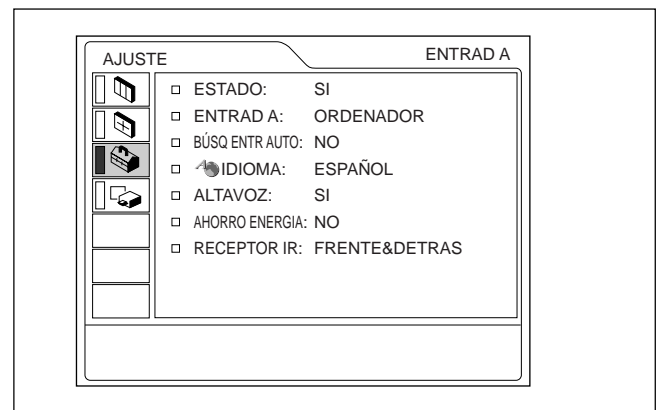 AJUSTE ENTRAD A
ESTADO: SI
ENTRAD A: ORDENADOR
BÚSQ ENTR AUTO: NO
IDIOMA: ESPAÑOL
ALTAVOZ: SI
AHORRO ENERGIA: NO
RECEPTOR IR: FRENTE&DETRAS